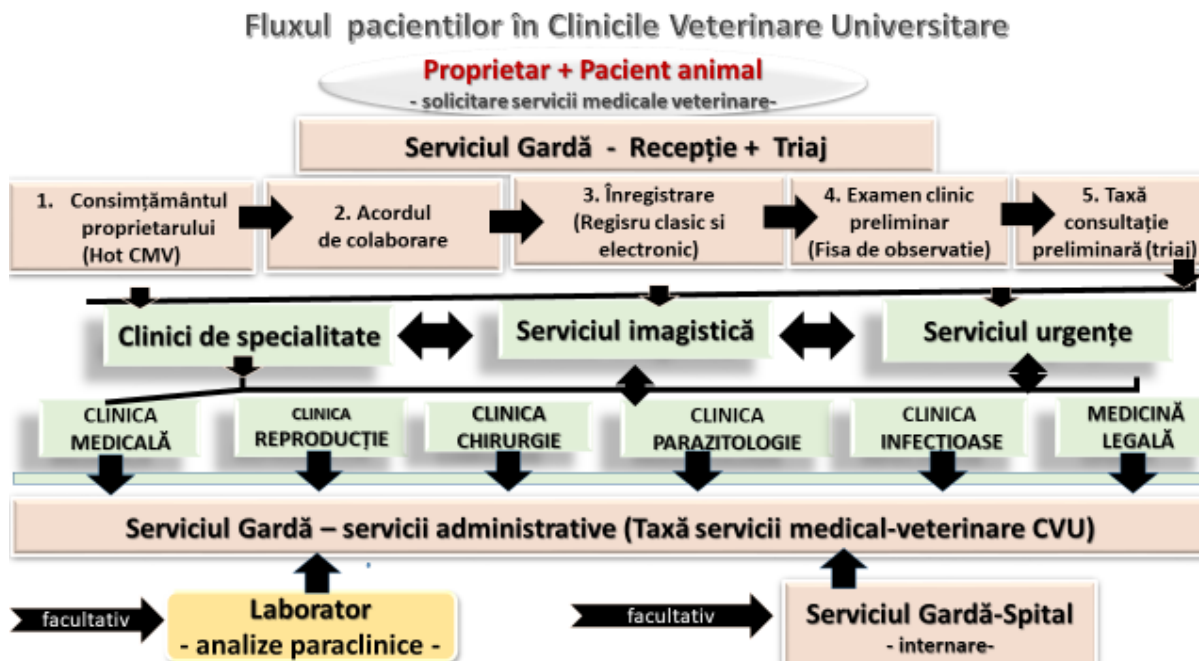 Fluxul pacientilor în Clinicile Veterinare Universitare
Proprietar + Pacient animal
- solicitare servicii medicale veterinare-
Serviciul Gardă - Recepție + Triaj
1. Consimțământul
proprietarului
(Hot CMV)
2. Acordul
de colaborare
3. Înregistrare
(Regisru clasic si
electronic)
4. Examen clinic
preliminar
(Fisa de observatie)
5. Taxă
consultație
preliminară (triaj)
Clinici de specialitate
Serviciul imagistică
Serviciul urgențe
CLINICA
MEDICALĂ
CLINICA
REPRODUCȚIE
CLINICA
CHIRURGIE
CLINICA
PARAZITOLOGIE
CLINICA
INFECȚIOASE
MEDICINĂ
LEGALĂ
Serviciul Gardă – servicii administrative (Taxă servicii medical-veterinare CVU)
facultativ
Laborator
- analize paraclinice -
facultativ
Serviciul Gardă-Spital
- internare-